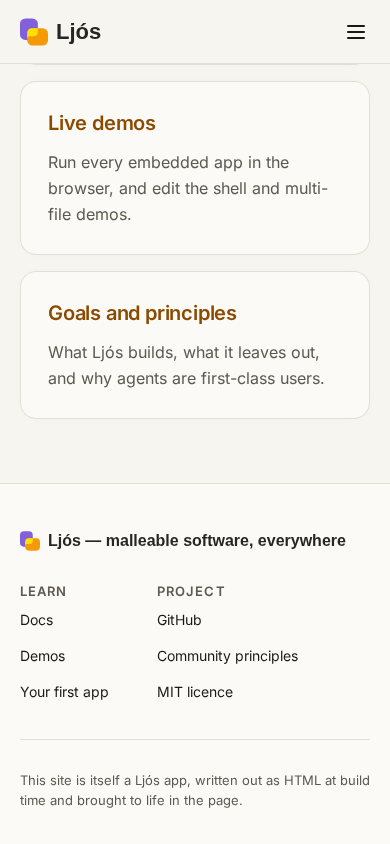 Ljós
Live demos
Run every embedded app in the
browser, and edit the shell and multi-
file demos.
Goals and principles
What Ljós builds, what it leaves out,
and why agents are first-class users.
Ljós — malleable software, everywhere
LEARN
Docs
Demos
Your first app
PROJECT
GitHub
Community principles
MIT licence
This site is itself a Ljós app, written out as HTML at build
time and brought to life in the page.